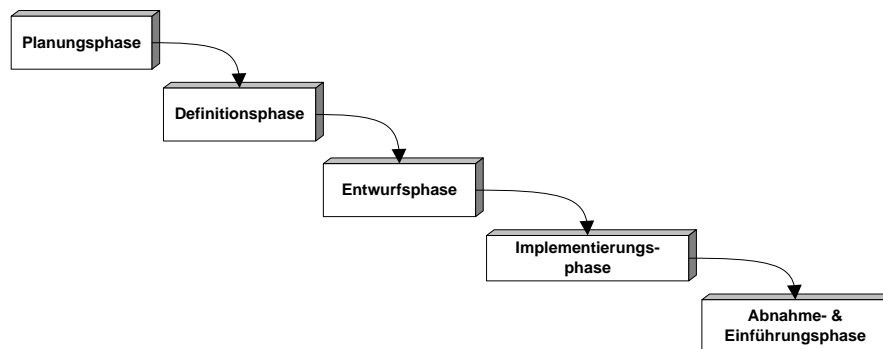 Planungsphase
Definitionsphase
Entwurfsphase
Implementierungs-
phase
Abnahme- &
Einführungsphase